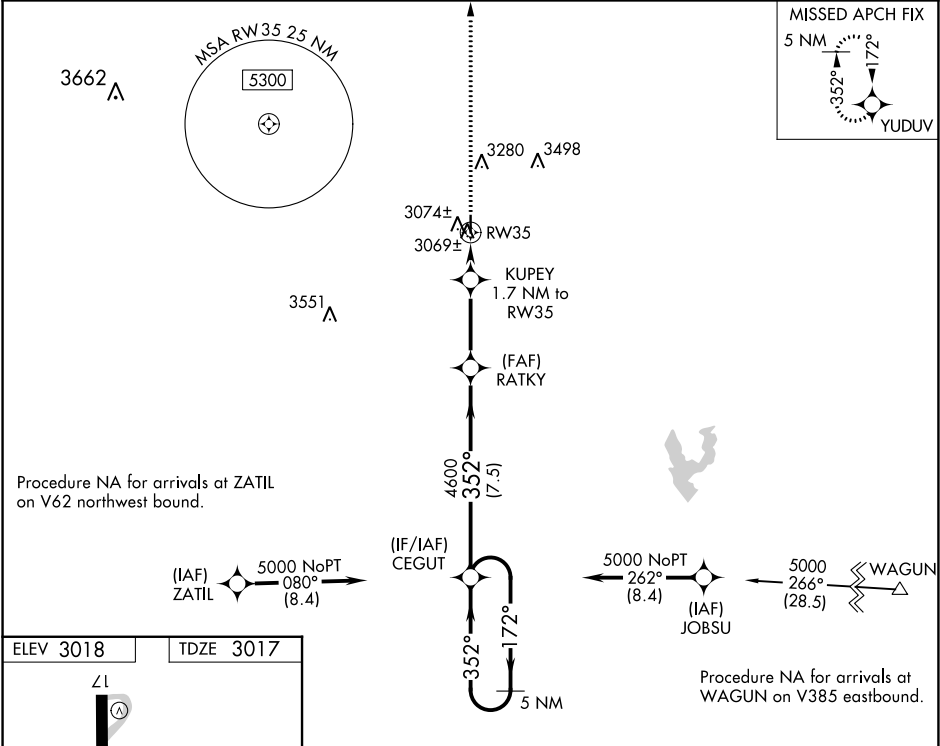 MSA RW35 25 NM
5300
3662
MISSED APCH FIX
5 NM
352°
172°
YUDUV
3280
3498
3074±
3069±
RW35
KUPEY
1.7 NM to
RW35
3551
(FAF)
RATKY
4600
352°
(7.5)
Procedure NA for arrivals at ZATIL
on V62 northwest bound.
(IF/IAF)
CEGUT
(IAF)
ZATIL
5000 NoPT
080°
(8.4)
5000 NoPT
262°
(8.4)
(IAF)
JOBSU
5000
266°
(28.5)
WAGUN
352°
172°
5 NM
Procedure NA for arrivals at
WAGUN on V385 eastbound.
ELEV 3018
TDZE 3017
17
V